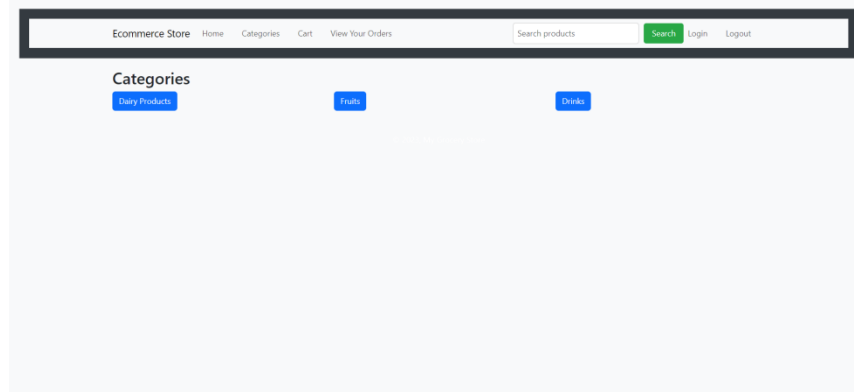 Ecommerce Store Home Categories Cart View Your Orders Search products Search Login Logout
Categories
Dairy Products Fruits Drinks